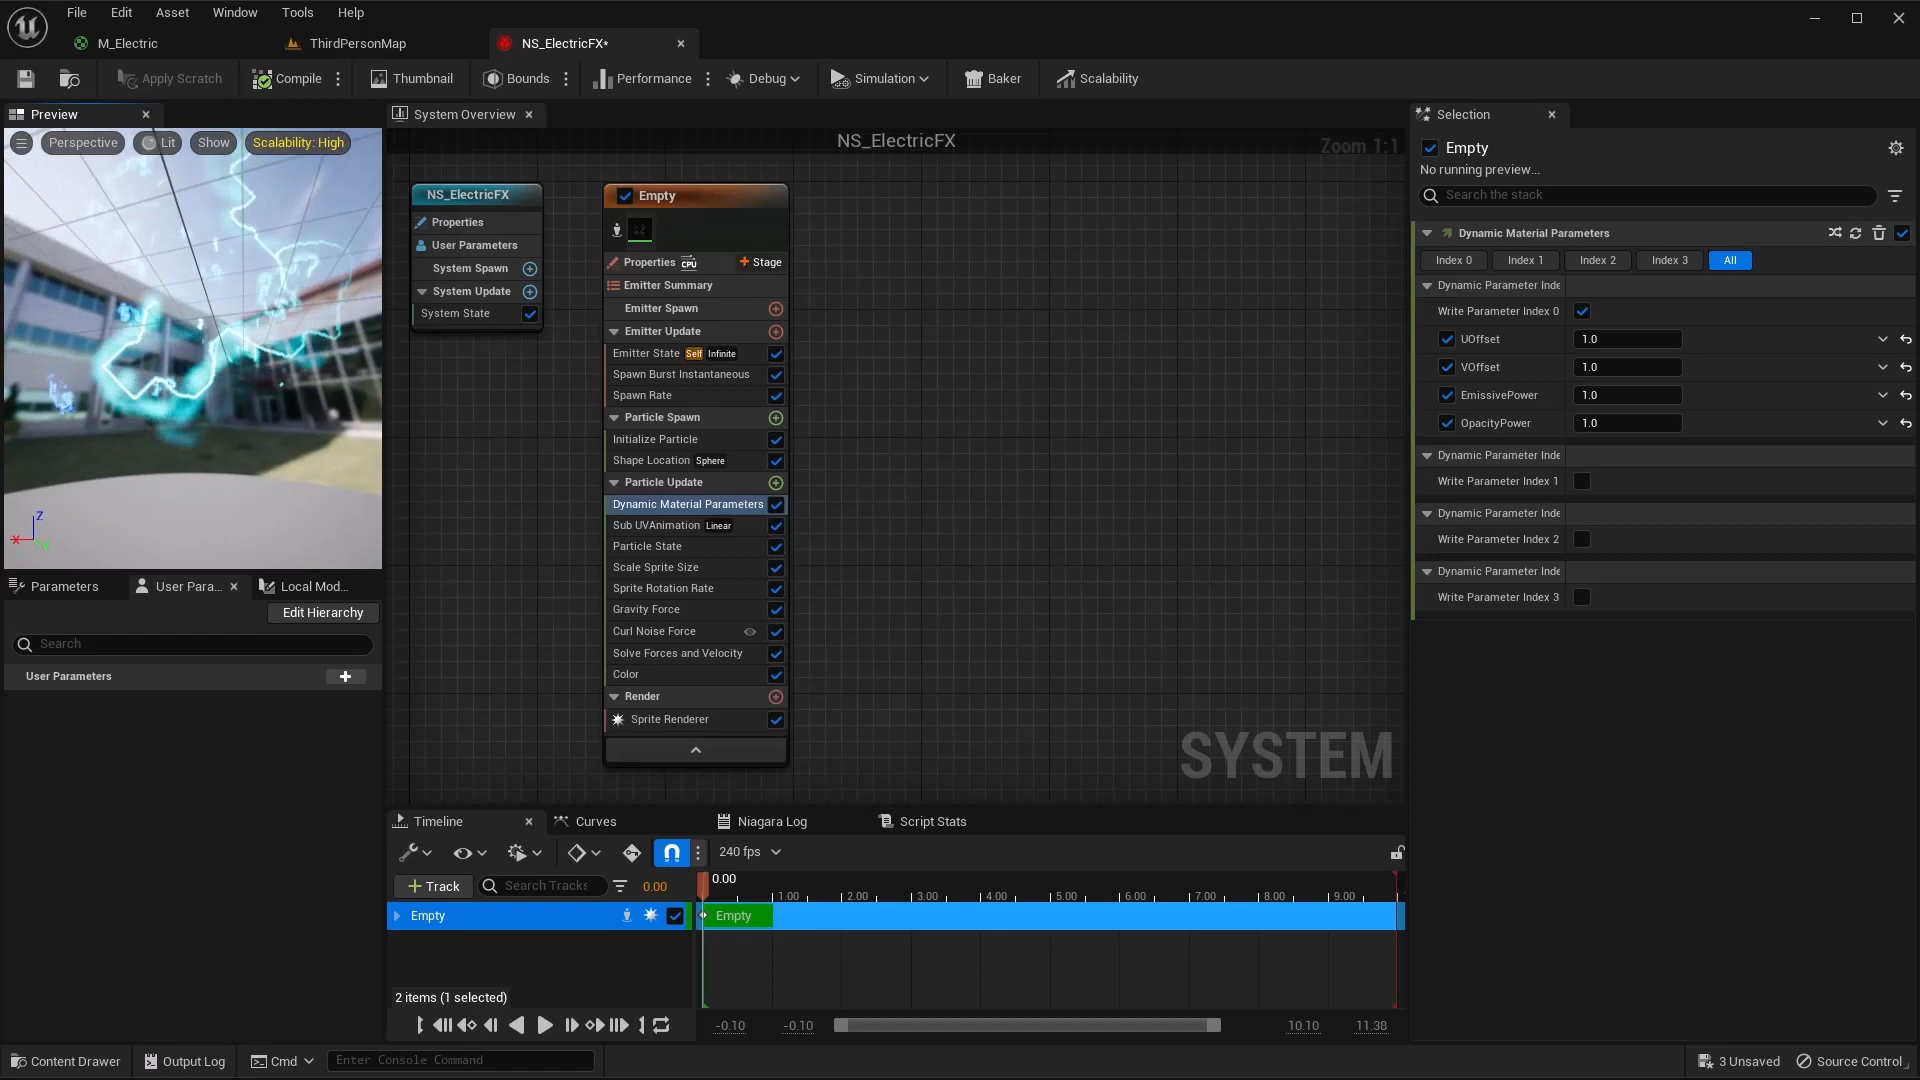 File Edit Asset Window Tools Help
M_Electric ThirdPersonMap NS_ElectricFX*
Apply Scratch Compile Thumbnail Bounds Performance Debug Simulation Baker Scalability
Preview
Perspective Lit Show Scalability: High
Z
X
Parameters User Para... Local Mod...
Edit Hierarchy
Search
User Parameters
System Overview
NS_ElectricFX
Zoom 1:1
NS_ElectricFX
Properties
User Parameters
System Spawn
System Update
System State
Empty
Properties CPU Stage
Emitter Summary
Emitter Spawn
Emitter Update
Emitter State Self Infinite
Spawn Burst Instantaneous
Spawn Rate
Particle Spawn
Initialize Particle
Shape Location Sphere
Particle Update
Dynamic Material Parameters
Sub UVAnimation Linear
Particle State
Scale Sprite Size
Sprite Rotation Rate
Gravity Force
Curl Noise Force
Solve Forces and Velocity
Color
Render
Sprite Renderer
SYSTEM
Timeline Curves Niagara Log Script Stats
240 fps
Track Search Tracks 0.00
0.00
1.00 2.00 3.00 4.00 5.00 6.00 7.00 8.00 9.00
Empty Empty
2 items (1 selected)
-0.10 -0.10 10.10 11.38
Selection
Empty
No running preview...
Search the stack
Dynamic Material Parameters
Index 0 Index 1 Index 2 Index 3 All
Dynamic Parameter Inde
Write Parameter Index 0
UOffset 1.0
VOffset 1.0
EmissivePower 1.0
OpacityPower 1.0
Dynamic Parameter Inde
Write Parameter Index 1
Dynamic Parameter Inde
Write Parameter Index 2
Dynamic Parameter Inde
Write Parameter Index 3
Content Drawer Output Log Cmd Enter Console Command 3 Unsaved Source Control